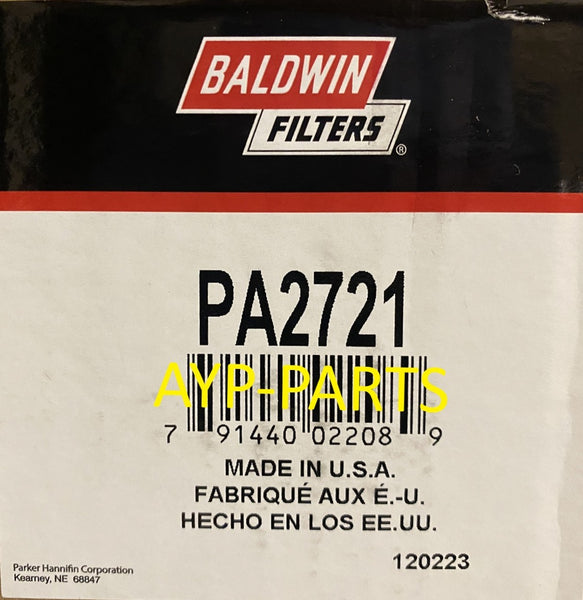 BALDWIN
FILTERS®
PA2721
AYP-PARTS
7 91440 02208 9
MADE IN U.S.A.
FABRIQUÉ AUX É.-U.
HECHO EN LOS EE.UU.
120223
Parker Hannifin Corporation
Kearney, NE 68847